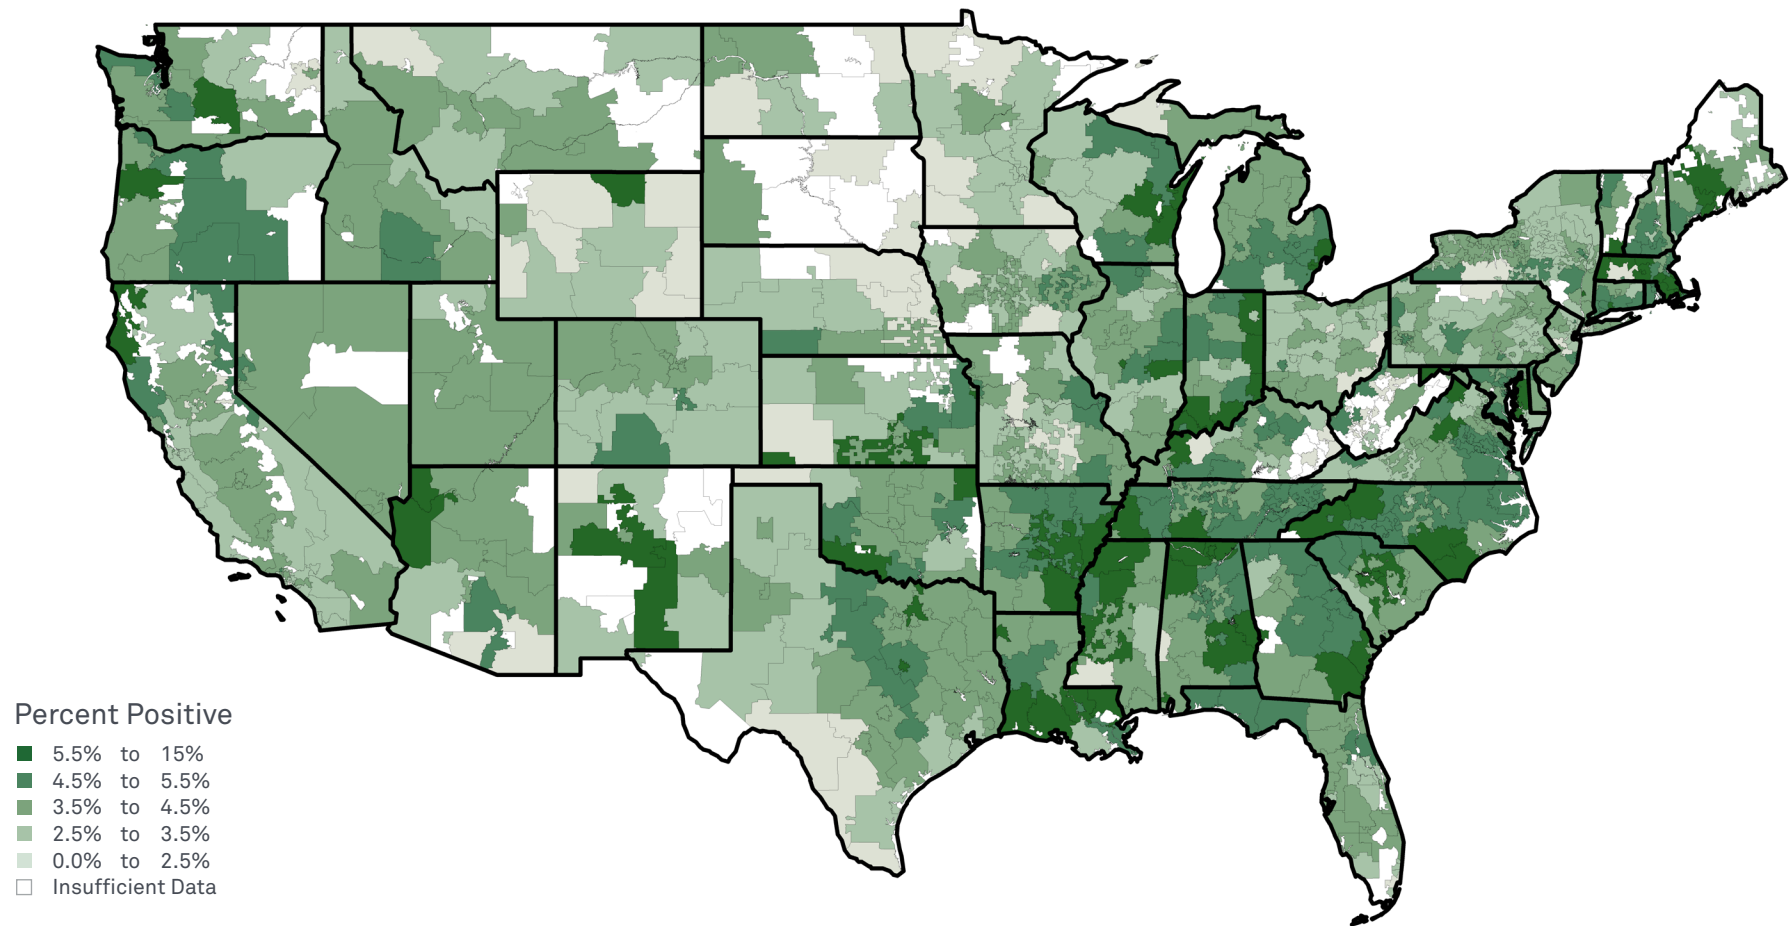 Percent Positive
5.5% to 15%
4.5% to 5.5%
3.5% to 4.5%
2.5% to 3.5%
0.0% to 2.5%
Insufficient Data